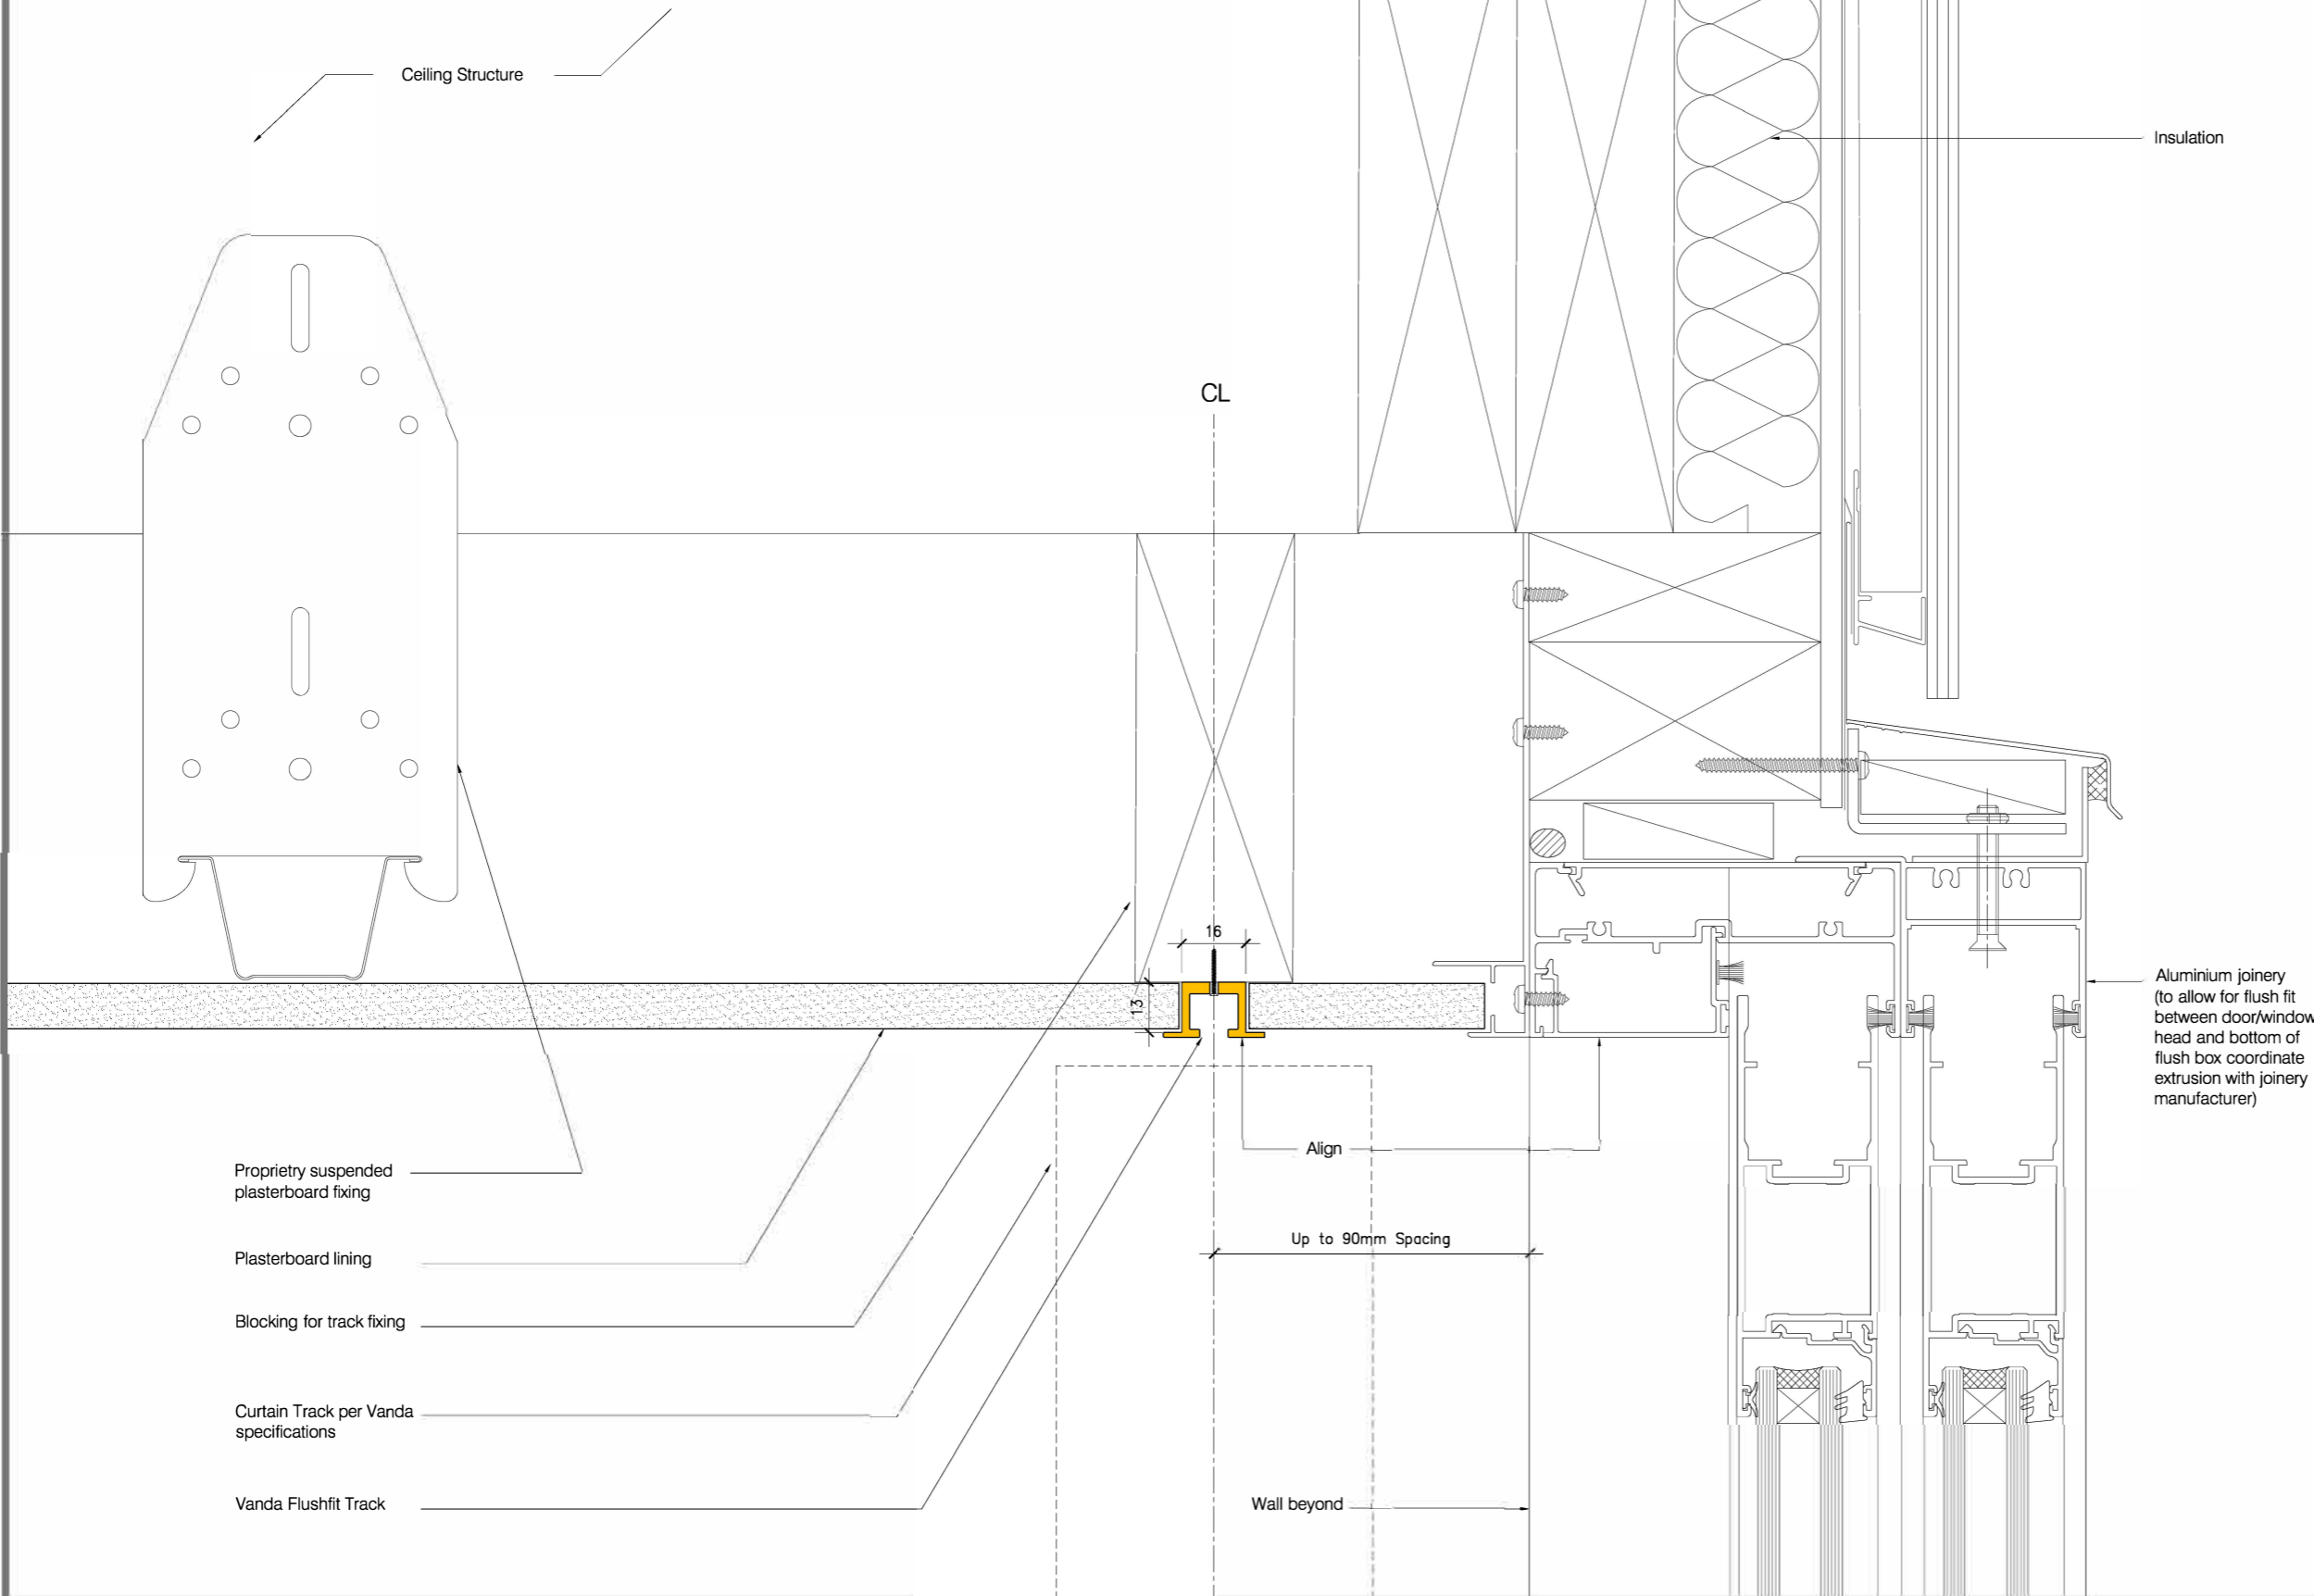 Ceiling Structure
Insulation
CL
16
13
Aluminium joinery
(to allow for flush fit
between door/window
head and bottom of
flush box coordinate
extrusion with joinery
manufacturer)
Align
Proprietry suspended
plasterboard fixing
Up to 90mm Spacing
Plasterboard lining
Blocking for track fixing
Curtain Track per Vanda
specifications
Vanda Flushfit Track
Wall beyond